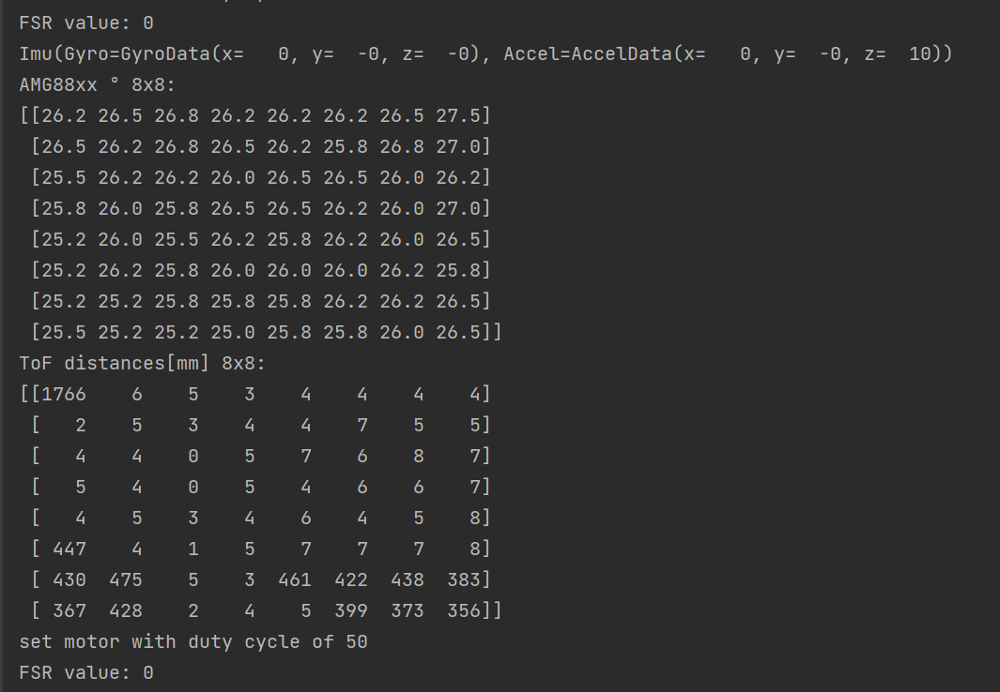 FSR value: 0
Imu(Gyro=GyroData(x=   0, y=  -0, z=  -0), Accel=AccelData(x=   0, y=  -0, z=  10))
AMG88xx ° 8x8:
[[26.2 26.5 26.8 26.2 26.2 26.2 26.5 27.5]
 [26.5 26.2 26.8 26.5 26.2 25.8 26.8 27.0]
 [25.5 26.2 26.2 26.0 26.5 26.5 26.0 26.2]
 [25.8 26.0 25.8 26.5 26.5 26.2 26.0 27.0]
 [25.2 26.0 25.5 26.2 25.8 26.2 26.0 26.5]
 [25.2 26.2 25.8 26.0 26.0 26.0 26.2 25.8]
 [25.2 25.2 25.8 25.8 25.8 26.2 26.2 26.5]
 [25.5 25.2 25.2 25.0 25.8 25.8 26.0 26.5]]
ToF distances[mm] 8x8:
[[1766    6    5    3    4    4    4    4]
 [   2    5    3    4    4    7    5    5]
 [   4    4    0    5    7    6    8    7]
 [   5    4    0    5    4    6    6    7]
 [   4    5    3    4    6    4    5    8]
 [ 447    4    1    5    7    7    7    8]
 [ 430  475    5    3  461  422  438  383]
 [ 367  428    2    4    5  399  373  356]]
set motor with duty cycle of 50
FSR value: 0